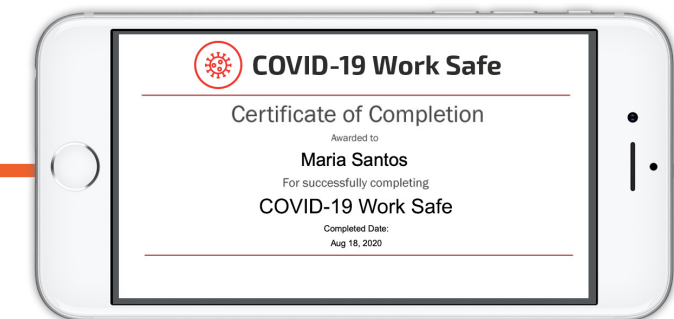 COVID-19 Work Safe
Certificate of Completion
Awarded to
Maria Santos
For successfully completing
COVID-19 Work Safe
Completed Date:
Aug 18, 2020